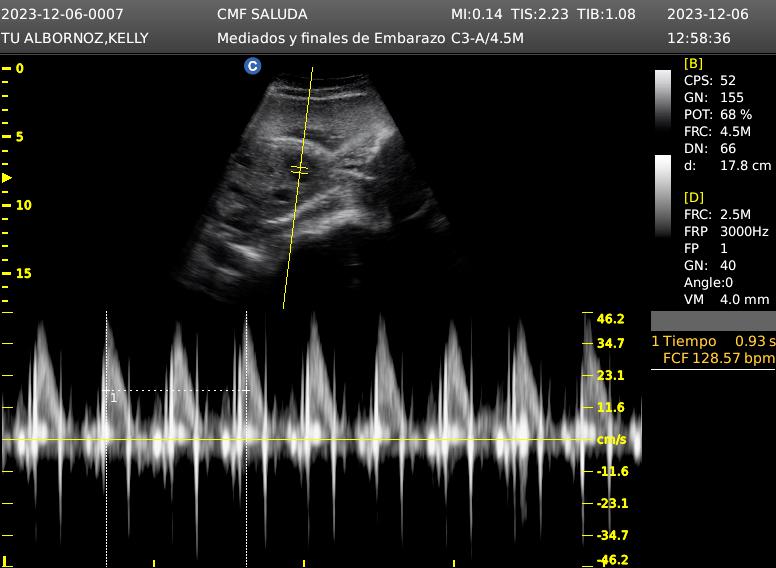 2023-12-06-0007 CMF SALUDA MI:0.14 TIS:2.23 TIB:1.08 2023-12-06
TU ALBORNOZ,KELLY Mediados y finales de Embarazo C3-A/4.5M 12:58:36
C
0
5
10
15
[B]
CPS: 52
GN: 155
POT: 68 %
FRC: 4.5M
DN: 66
d: 17.8 cm
[D]
FRC: 2.5M
FRP 3000Hz
FP 1
GN: 40
Angle:0
VM 4.0 mm
1 Tiempo 0.93 s
FCF 128.57 bpm
46.2
34.7
23.1
11.6
cm/s
-11.6
-23.1
-34.7
-46.2
1